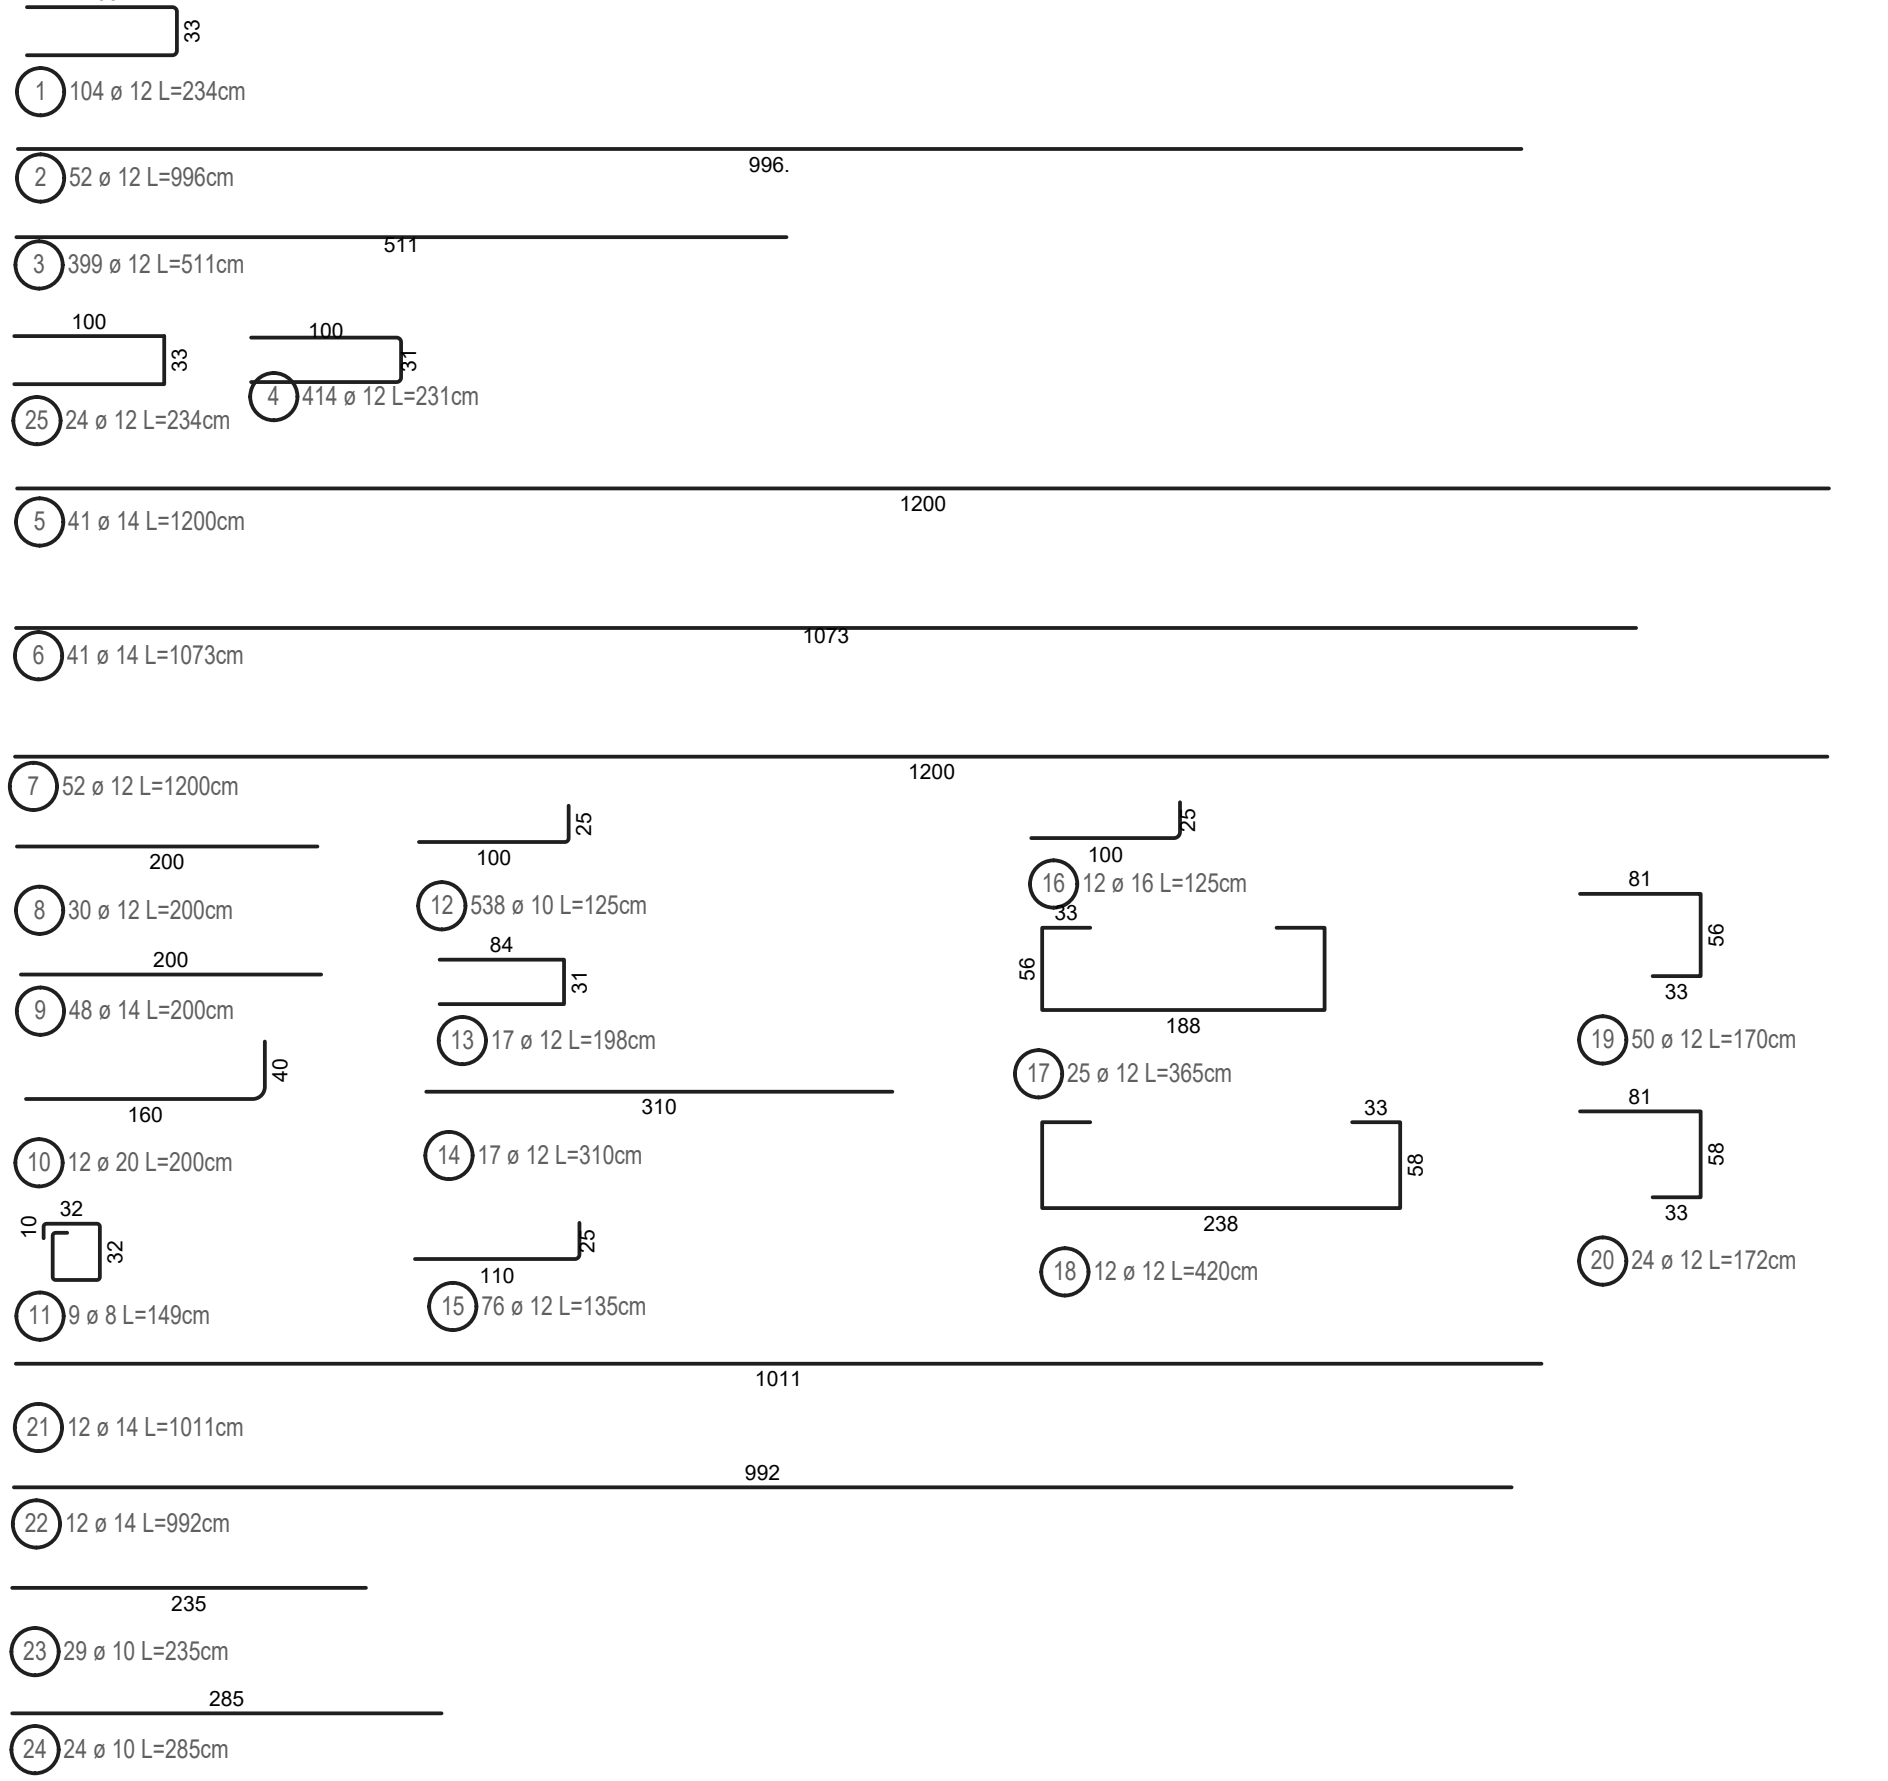 33
1 104 ø 12 L=234cm
996.
2 52 ø 12 L=996cm
511
3 399 ø 12 L=511cm
100
33
25 24 ø 12 L=234cm
100
31
4 414 ø 12 L=231cm
1200
5 41 ø 14 L=1200cm
1073
6 41 ø 14 L=1073cm
1200
7 52 ø 12 L=1200cm
200
8 30 ø 12 L=200cm
200
9 48 ø 14 L=200cm
40
160
10 12 ø 20 L=200cm
32
10
32
11 9 ø 8 L=149cm
25
100
12 538 ø 10 L=125cm
84
31
13 17 ø 12 L=198cm
310
14 17 ø 12 L=310cm
25
110
15 76 ø 12 L=135cm
25
100
16 12 ø 16 L=125cm
33
56
188
17 25 ø 12 L=365cm
33
58
238
18 12 ø 12 L=420cm
81
56
33
19 50 ø 12 L=170cm
81
58
33
20 24 ø 12 L=172cm
1011
21 12 ø 14 L=1011cm
992
22 12 ø 14 L=992cm
235
23 29 ø 10 L=235cm
285
24 24 ø 10 L=285cm